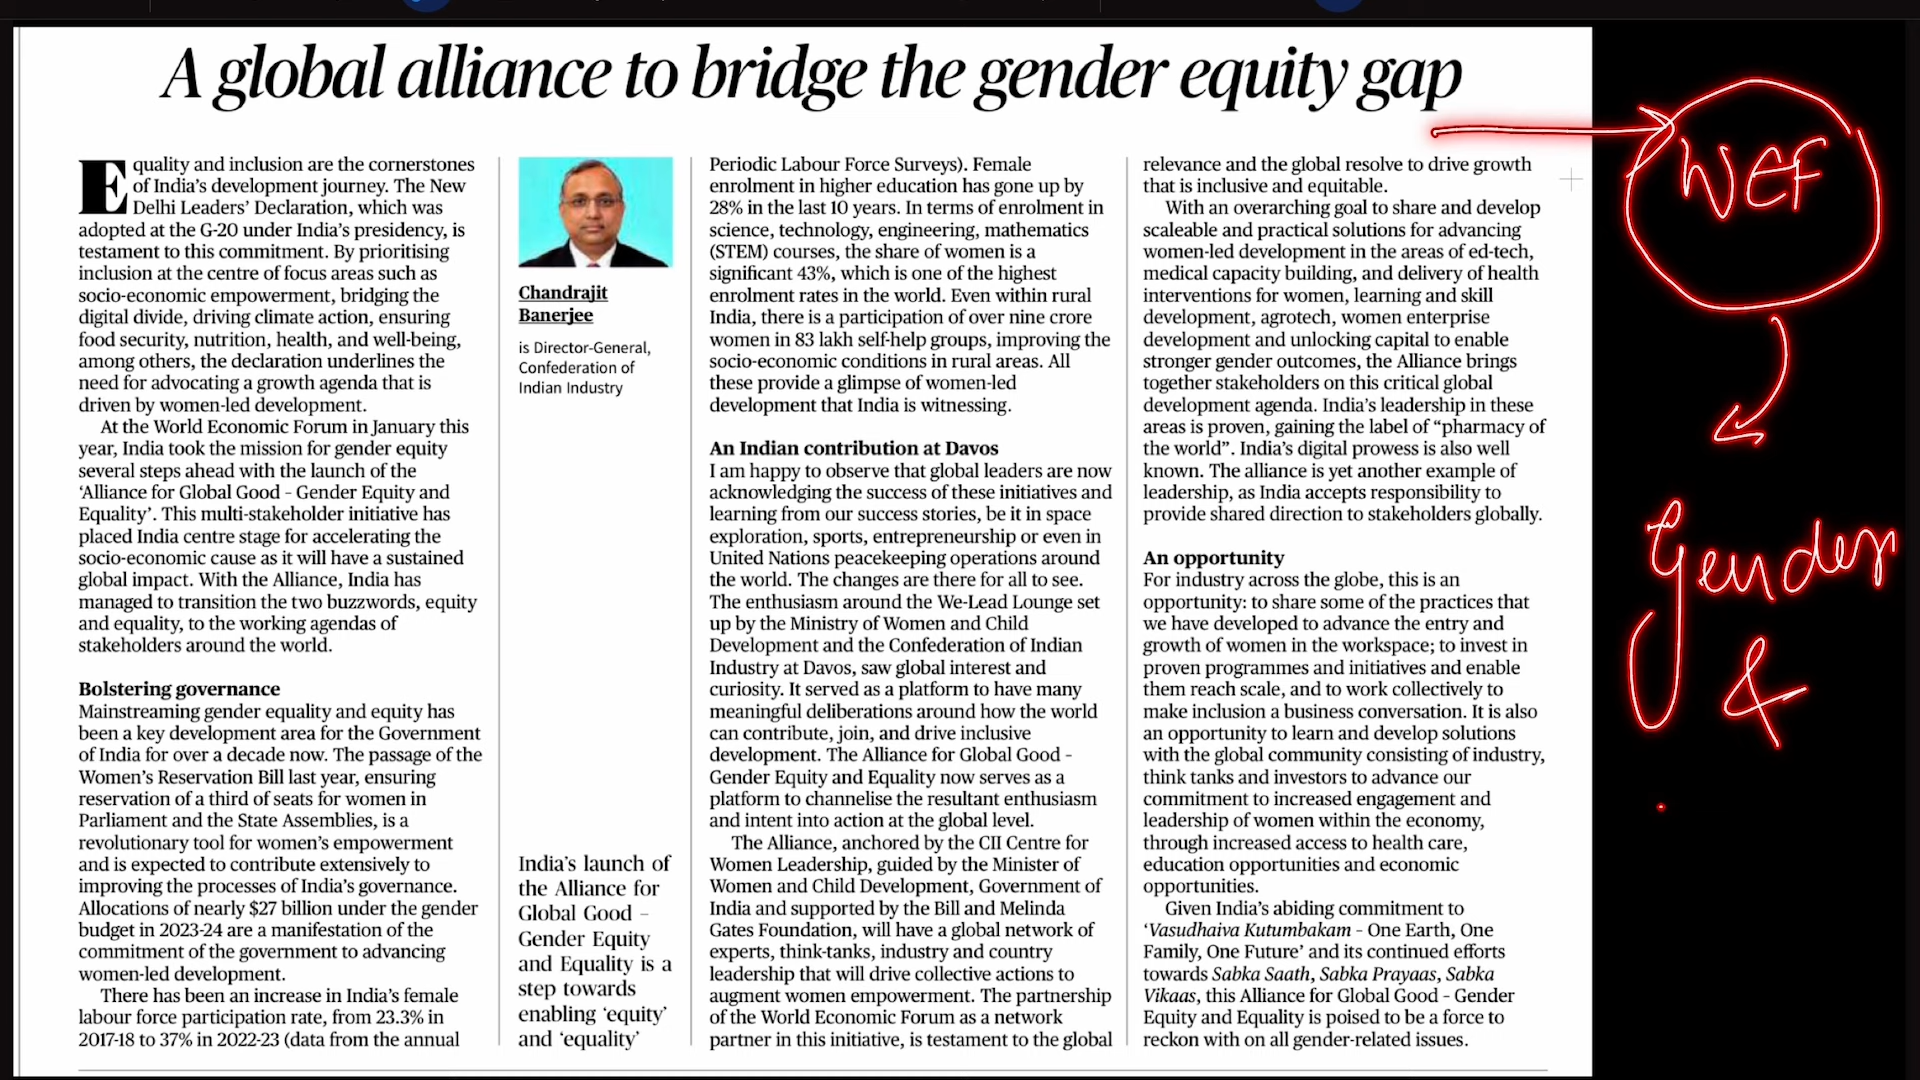 A global alliance to bridge the gender equity gap
Equality and inclusion are the cornerstones
of India's development journey. The New
Delhi Leaders' Declaration, which was
adopted at the G-20 under India's presidency, is
testament to this commitment. By prioritising
inclusion at the centre of focus areas such as
socio-economic empowerment, bridging the
digital divide, driving climate action, ensuring
food security, nutrition, health, and well-being,
among others, the declaration underlines the
need for advocating a growth agenda that is
driven by women-led development.
At the World Economic Forum in January this
year, India took the mission for gender equity
several steps ahead with the launch of the
'Alliance for Global Good - Gender Equity and
Equality'. This multi-stakeholder initiative has
placed India centre stage for accelerating the
socio-economic cause as it will have a sustained
global impact. With the Alliance, India has
managed to transition the two buzzwords, equity
and equality, to the working agendas of
stakeholders around the world.
Bolstering governance
Mainstreaming gender equality and equity has
been a key development area for the Government
of India for over a decade now. The passage of the
Women's Reservation Bill last year, ensuring
reservation of a third of seats for women in
Parliament and the State Assemblies, is a
revolutionary tool for women's empowerment
and is expected to contribute extensively to
improving the processes of India's governance.
Allocations of nearly $27 billion under the gender
budget in 2023-24 are a manifestation of the
commitment of the government to advancing
women-led development.
There has been an increase in India's female
labour force participation rate, from 23.3% in
2017-18 to 37% in 2022-23 (data from the annual
Chandrajit
Banerjee
is Director-General,
Confederation of
Indian Industry
India's launch of
the Alliance for
Global Good -
Gender Equity
and Equality is a
step towards
enabling 'equity'
and 'equality'
Periodic Labour Force Surveys). Female
enrolment in higher education has gone up by
28% in the last 10 years. In terms of enrolment in
science, technology, engineering, mathematics
(STEM) courses, the share of women is a
significant 43%, which is one of the highest
enrolment rates in the world. Even within rural
India, there is a participation of over nine crore
women in 83 lakh self-help groups, improving the
socio-economic conditions in rural areas. All
these provide a glimpse of women-led
development that India is witnessing.
An Indian contribution at Davos
I am happy to observe that global leaders are now
acknowledging the success of these initiatives and
learning from our success stories, be it in space
exploration, sports, entrepreneurship or even in
United Nations peacekeeping operations around
the world. The changes are there for all to see.
The enthusiasm around the We-Lead Lounge set
up by the Ministry of Women and Child
Development and the Confederation of Indian
Industry at Davos, saw global interest and
curiosity. It served as a platform to have many
meaningful deliberations around how the world
can contribute, join, and drive inclusive
development. The Alliance for Global Good -
Gender Equity and Equality now serves as a
platform to channelise the resultant enthusiasm
and intent into action at the global level.
The Alliance, anchored by the CII Centre for
Women Leadership, guided by the Minister of
Women and Child Development, Government of
India and supported by the Bill and Melinda
Gates Foundation, will have a global network of
experts, think-tanks, industry and country
leadership that will drive collective actions to
augment women empowerment. The partnership
of the World Economic Forum as a network
partner in this initiative, is testament to the global
relevance and the global resolve to drive growth
that is inclusive and equitable.
With an overarching goal to share and develop
scaleable and practical solutions for advancing
women-led development in the areas of ed-tech,
medical capacity building, and delivery of health
interventions for women, learning and skill
development, agrotech, women enterprise
development and unlocking capital to enable
stronger gender outcomes, the Alliance brings
together stakeholders on this critical global
development agenda. India's leadership in these
areas is proven, gaining the label of "pharmacy of
the world". India's digital prowess is also well
known. The alliance is yet another example of
leadership, as India accepts responsibility to
provide shared direction to stakeholders globally.
An opportunity
For industry across the globe, this is an
opportunity: to share some of the practices that
we have developed to advance the entry and
growth of women in the workspace; to invest in
proven programmes and initiatives and enable
them reach scale, and to work collectively to
make inclusion a business conversation. It is also
an opportunity to learn and develop solutions
with the global community consisting of industry,
think tanks and investors to advance our
commitment to increased engagement and
leadership of women within the economy,
through increased access to health care,
education opportunities and economic
opportunities.
Given India's abiding commitment to
'Vasudhaiva Kutumbakam - One Earth, One
Family, One Future' and its continued efforts
towards Sabka Saath, Sabka Prayaas, Sabka
Vikaas, this Alliance for Global Good - Gender
Equity and Equality is poised to be a force to
reckon with on all gender-related issues.
WEF
Gender
&